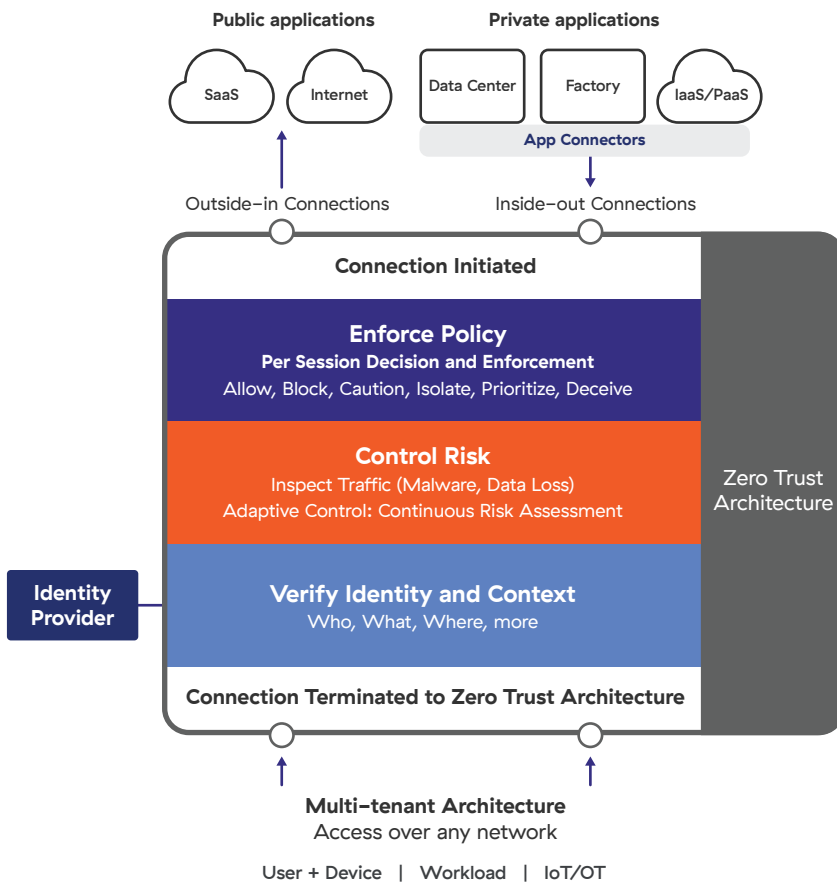 Public applications
Private applications
SaaS
Internet
Data Center
Factory
IaaS/PaaS
App Connectors
Outside-in Connections
Inside-out Connections
Connection Initiated
Enforce Policy
Per Session Decision and Enforcement
Allow, Block, Caution, Isolate, Prioritize, Deceive
Control Risk
Inspect Traffic (Malware, Data Loss)
Adaptive Control: Continuous Risk Assessment
Zero Trust
Architecture
Identity
Provider
Verify Identity and Context
Who, What, Where, more
Connection Terminated to Zero Trust Architecture
Multi-tenant Architecture
Access over any network
User + Device | Workload | IoT/OT